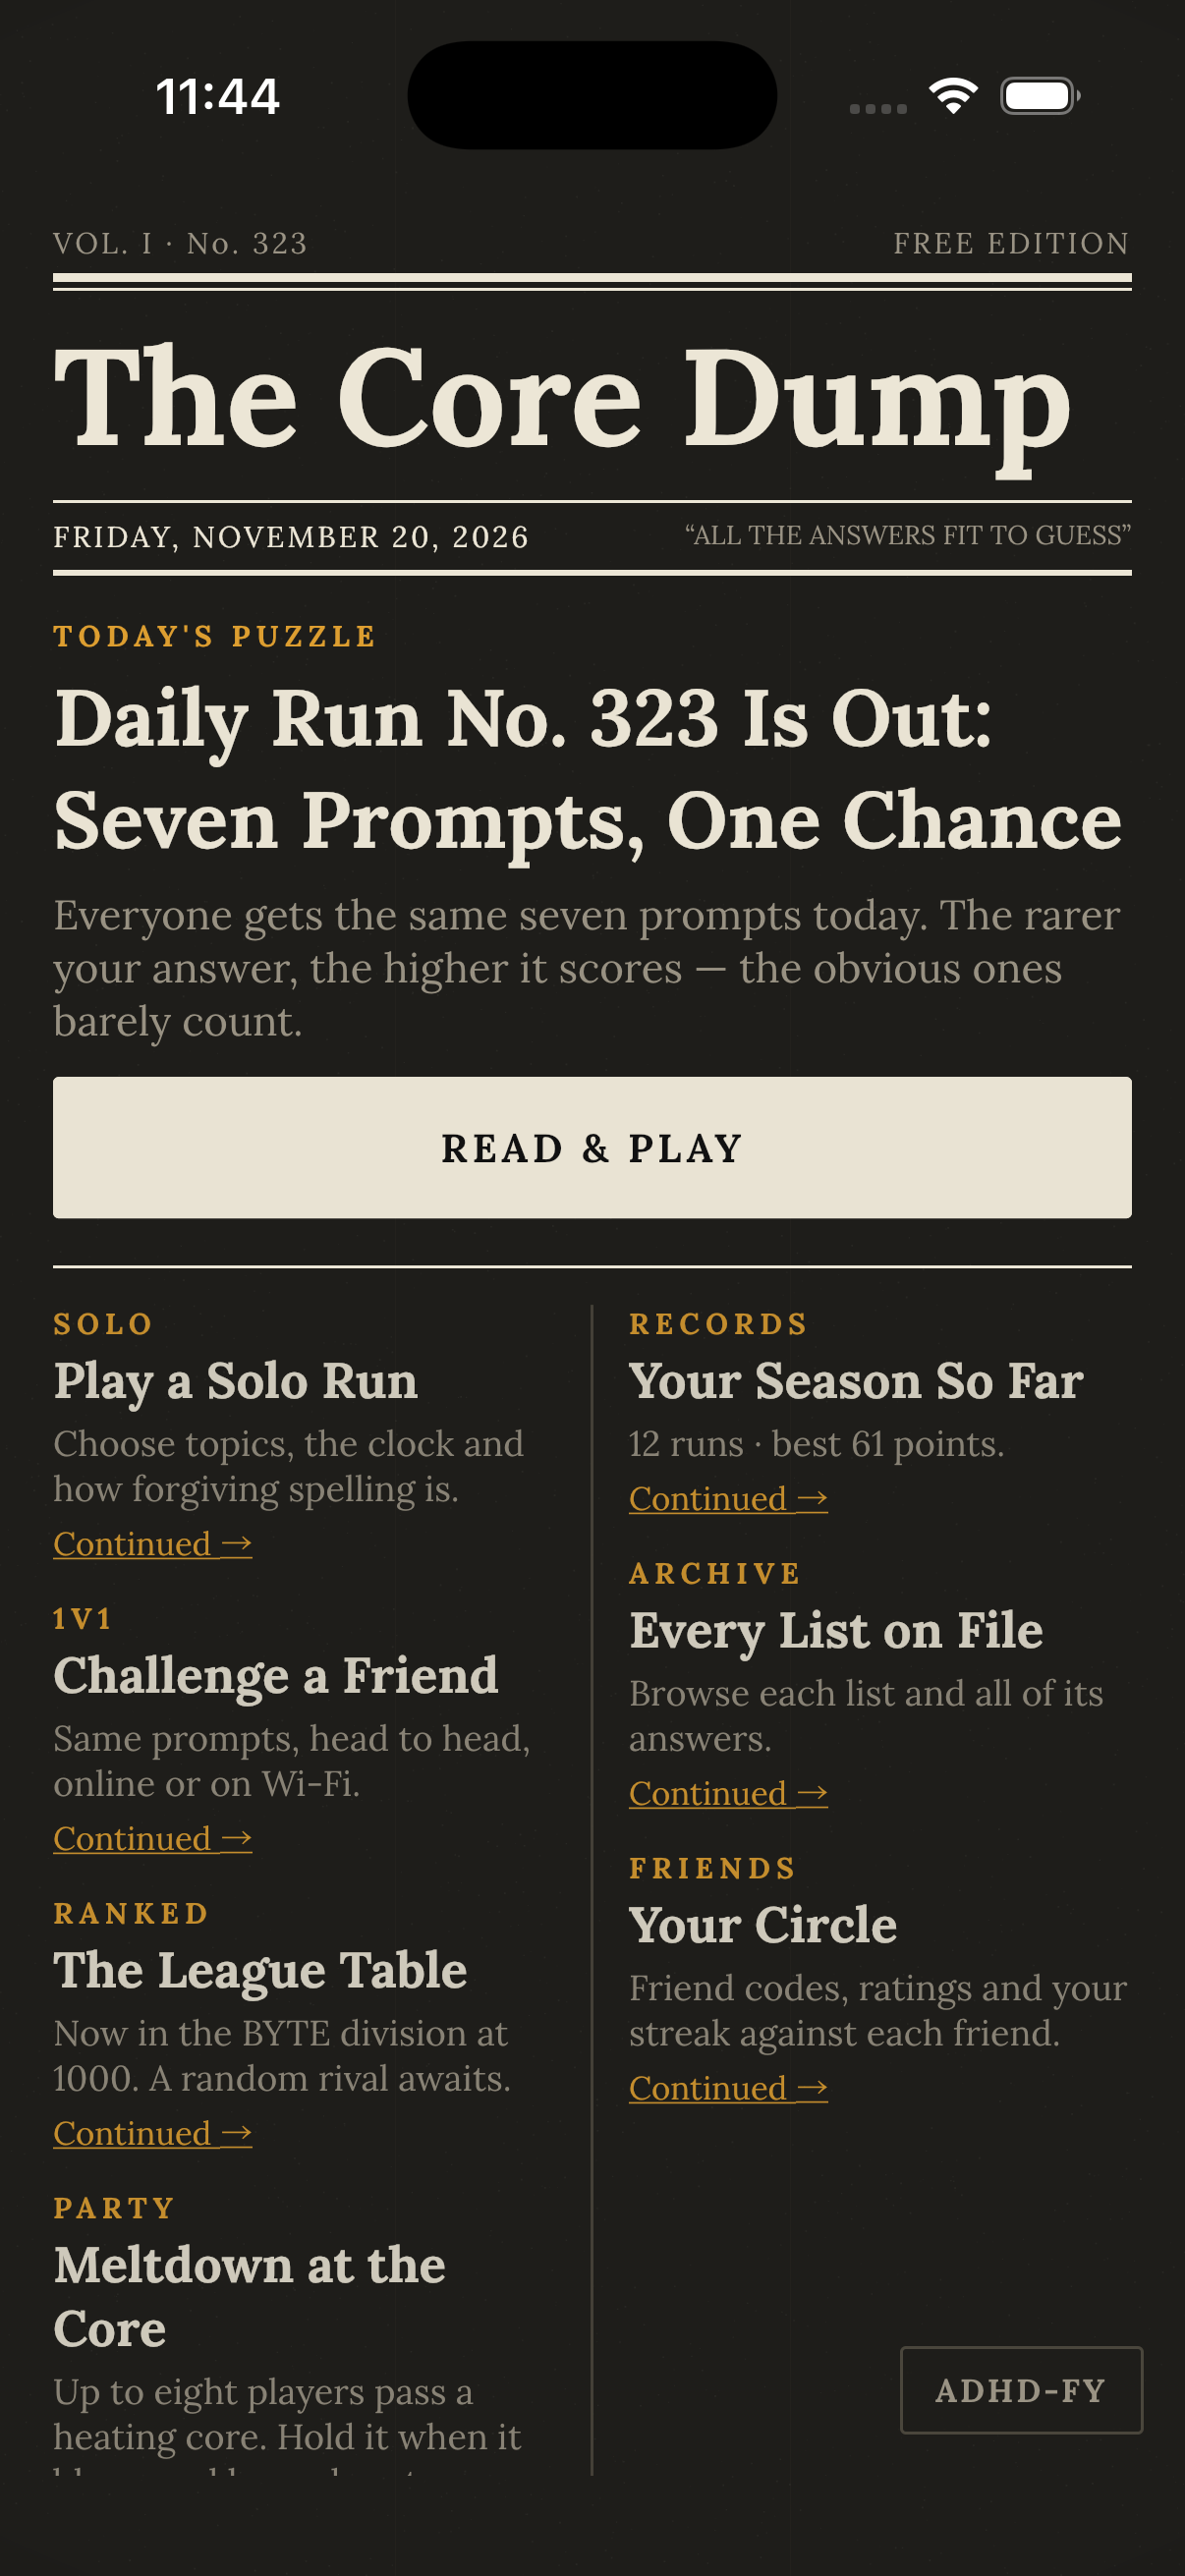 11:44
VOL. I · No. 323
FREE EDITION
The Core Dump
FRIDAY, NOVEMBER 20, 2026
“ALL THE ANSWERS FIT TO GUESS”
TODAY'S PUZZLE
Daily Run No. 323 Is Out:
Seven Prompts, One Chance
Everyone gets the same seven prompts today. The rarer
your answer, the higher it scores — the obvious ones
barely count.
READ & PLAY
SOLO
Play a Solo Run
Choose topics, the clock and
how forgiving spelling is.
Continued →
1V1
Challenge a Friend
Same prompts, head to head,
online or on Wi-Fi.
Continued →
RANKED
The League Table
Now in the BYTE division at
1000. A random rival awaits.
Continued →
PARTY
Meltdown at the
Core
Up to eight players pass a
heating core. Hold it when it
RECORDS
Your Season So Far
12 runs · best 61 points.
Continued →
ARCHIVE
Every List on File
Browse each list and all of its
answers.
Continued →
FRIENDS
Your Circle
Friend codes, ratings and your
streak against each friend.
Continued →
ADHD-FY